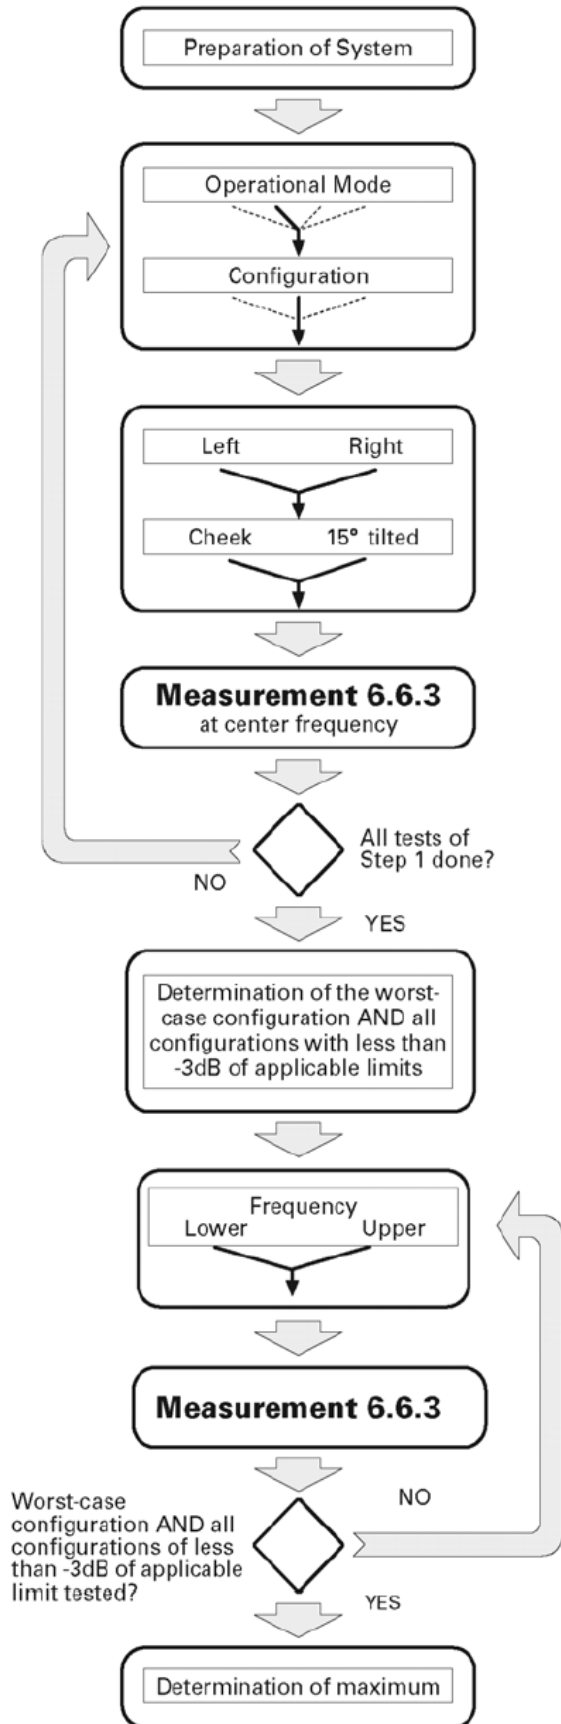 Preparation of System
Operational Mode
Configuration
Left Right
Cheek 15° tilted
Measurement 6.6.3
at center frequency
All tests of
Step 1 done?
NO
YES
Determination of the worst-
case configuration AND all
configurations with less than
-3dB of applicable limits
Frequency
Lower Upper
Measurement 6.6.3
NO
Worst-case
configuration AND all
configurations of less
than -3dB of applicable
limit tested?
YES
Determination of maximum